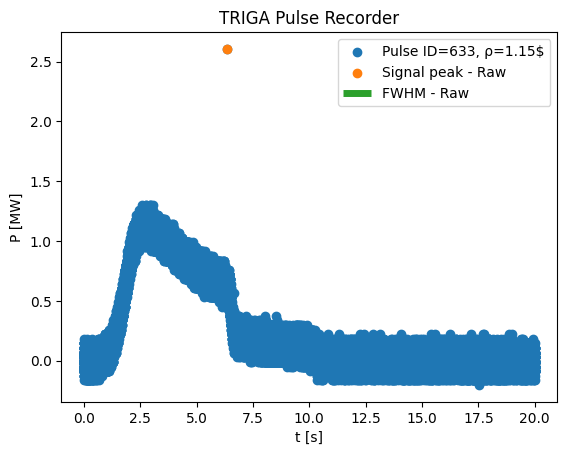 TRIGA Pulse Recorder
Pulse ID=633, ρ=1.15$
Signal peak - Raw
FWHM - Raw
P [MW]
2.5
2.0
1.5
1.0
0.5
0.0
0.0 2.5 5.0 7.5 10.0 12.5 15.0 17.5 20.0
t [s]